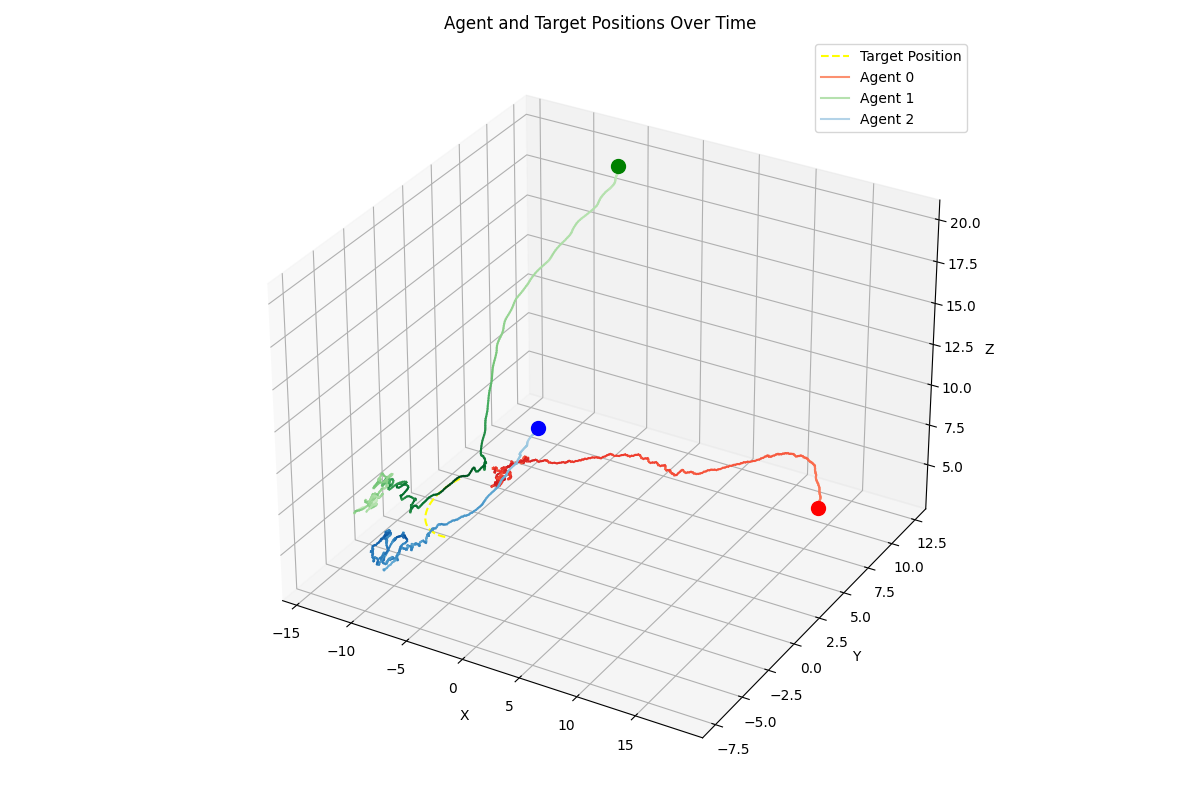 Agent and Target Positions Over Time
Target Position
Agent 0
Agent 1
Agent 2
20.0
17.5
15.0
12.5
10.0
7.5
5.0
Z
12.5
10.0
7.5
5.0
2.5
0.0
−2.5
−5.0
−7.5
Y
−15
−10
−5
0
5
10
15
X